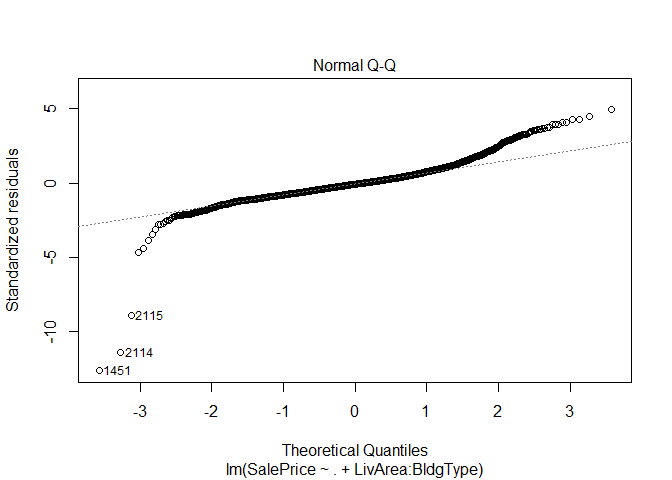 Normal Q-Q
Standardized residuals
5
0
-5
-10
2115
2114
1451
-3 -2 -1 0 1 2 3
Theoretical Quantiles
lm(SalePrice ~ . + LivArea:BldgType)